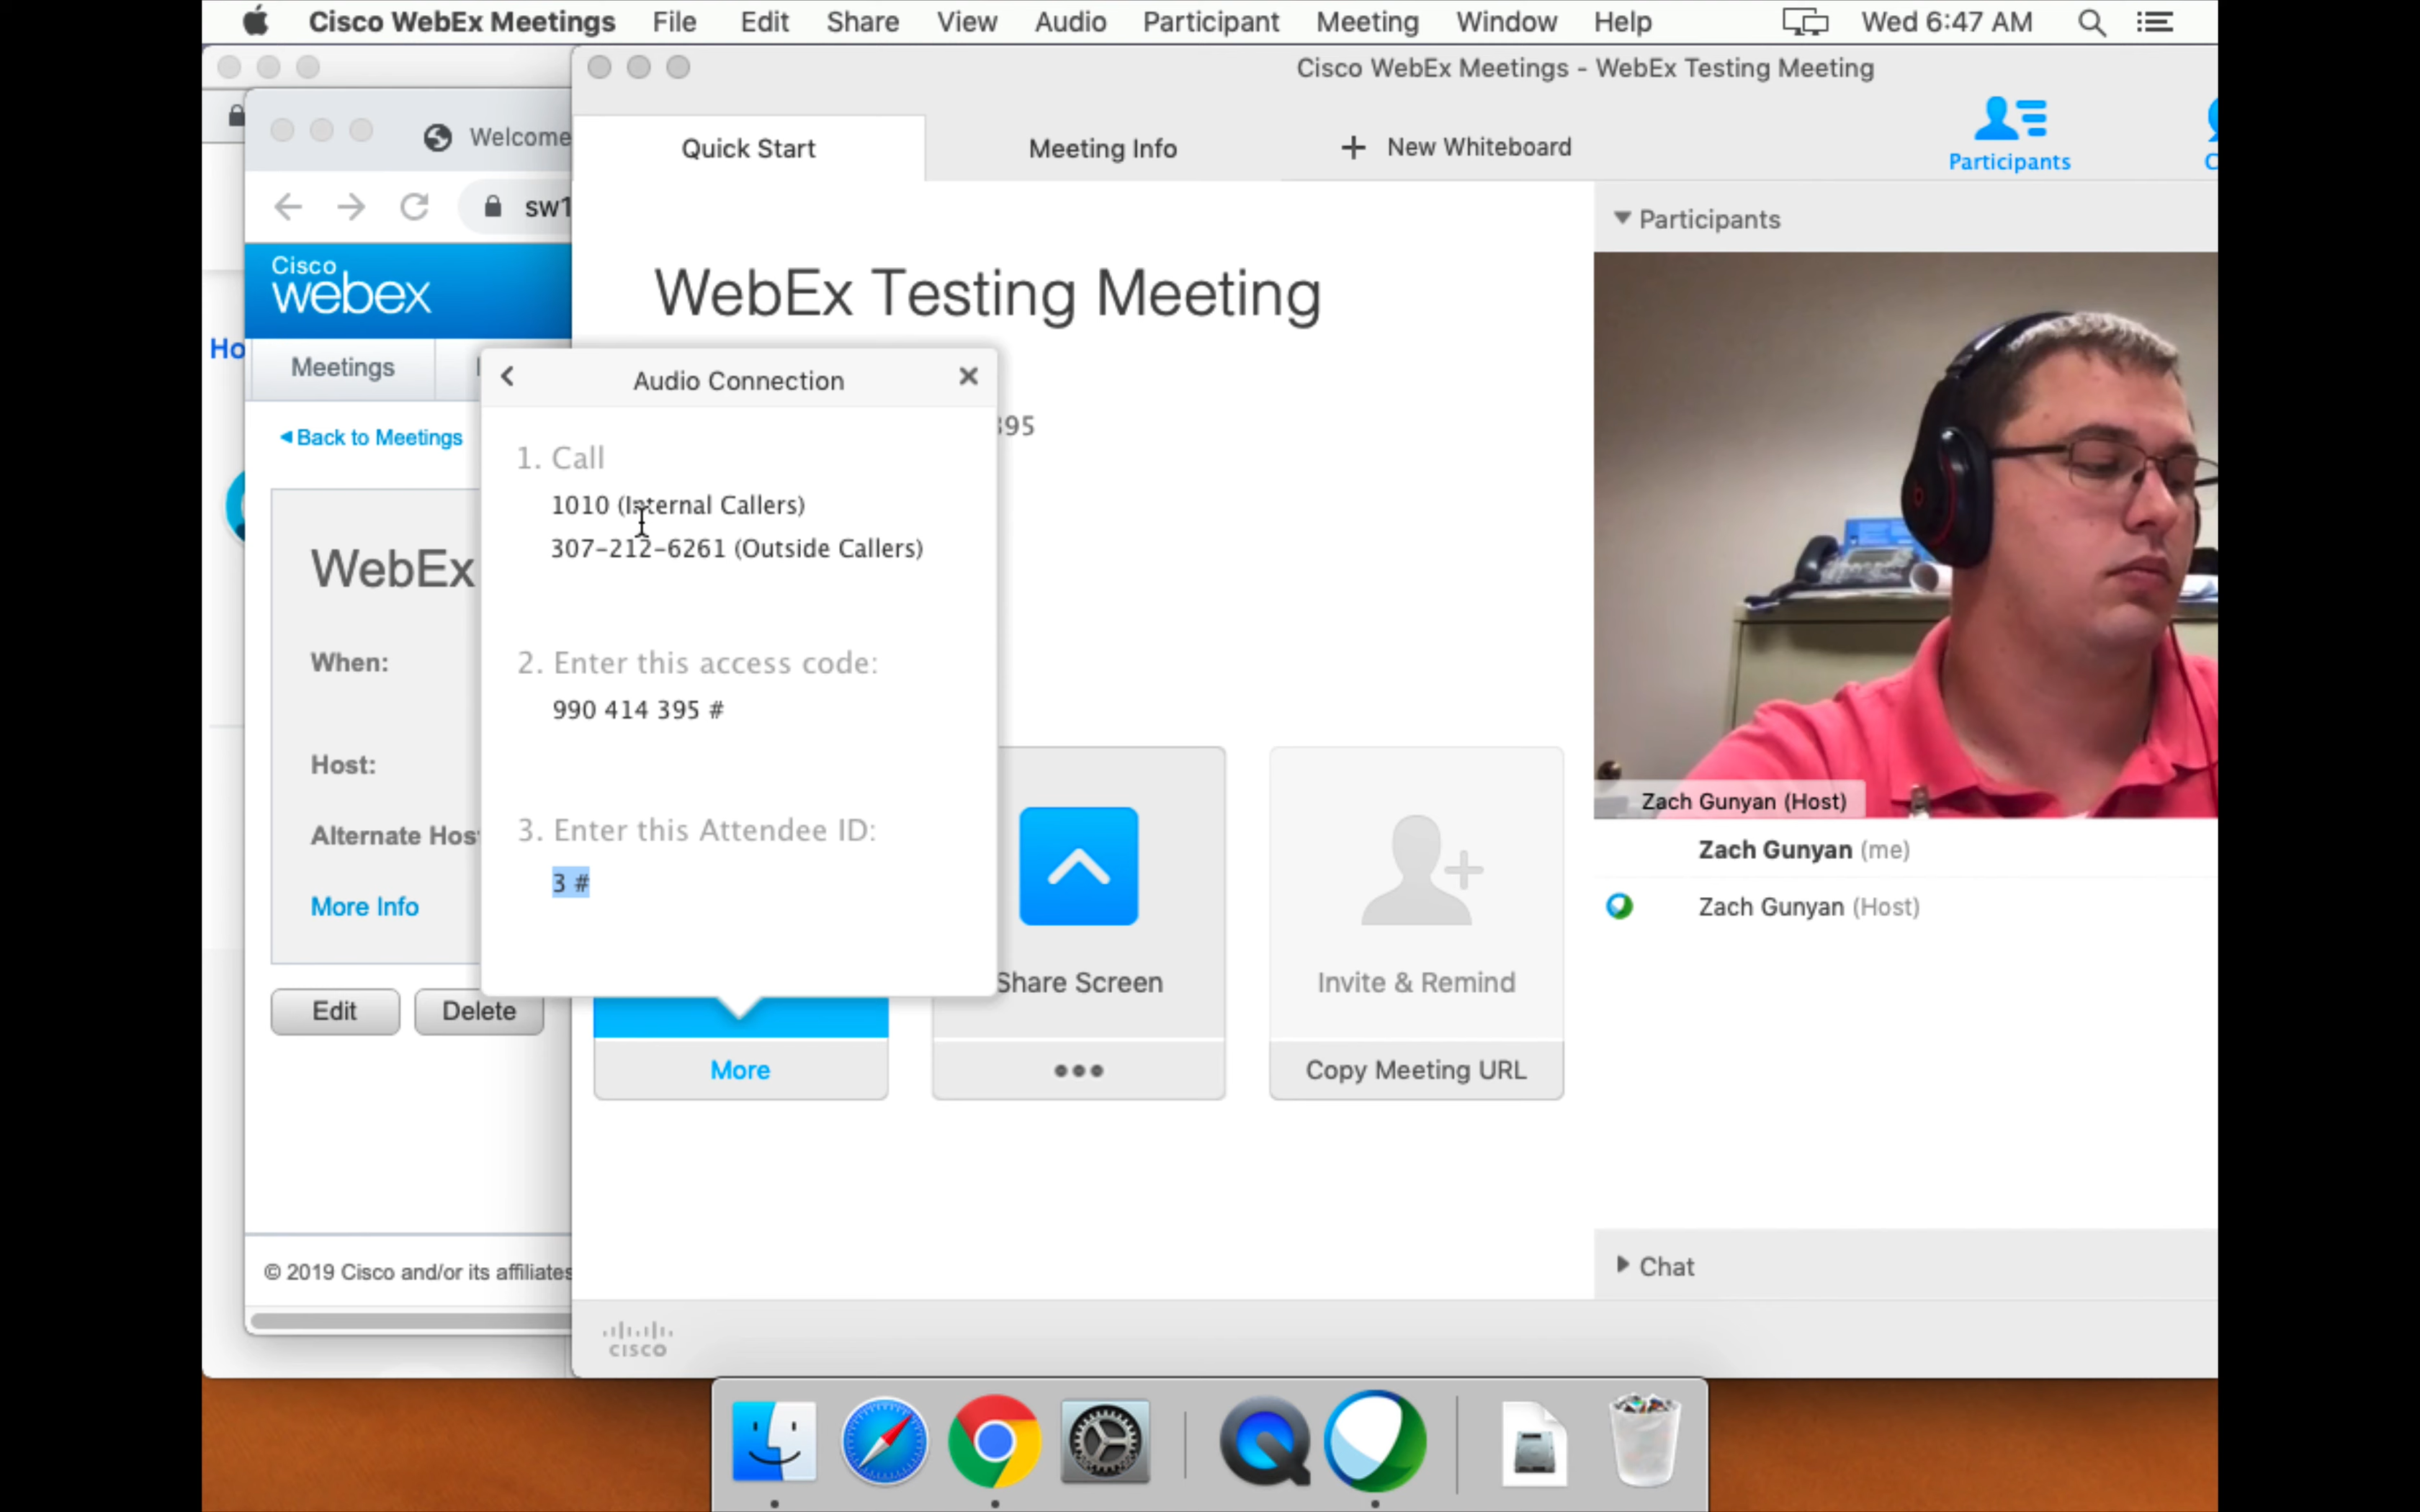 Cisco WebEx Meetings File Edit Share View Audio Participant Meeting Window Help Wed 6:47 AM
Cisco WebEx Meetings - WebEx Testing Meeting
Welcome
Quick Start
Meeting Info
New Whiteboard
Participants
sw1
Participants
Cisco
webex
WebEx Testing Meeting
Ho
Meetings
Audio Connection
395
Back to Meetings
1. Call
1010 (Internal Callers)
307-212-6261 (Outside Callers)
WebEx
When:
2. Enter this access code:
990 414 395 #
Host:
Zach Gunyan (Host)
Alternate Hos
3. Enter this Attendee ID:
3 #
Zach Gunyan (me)
More Info
Zach Gunyan (Host)
Share Screen
Invite & Remind
Edit
Delete
More
Copy Meeting URL
Chat
© 2019 Cisco and/or its affiliates
CISCO